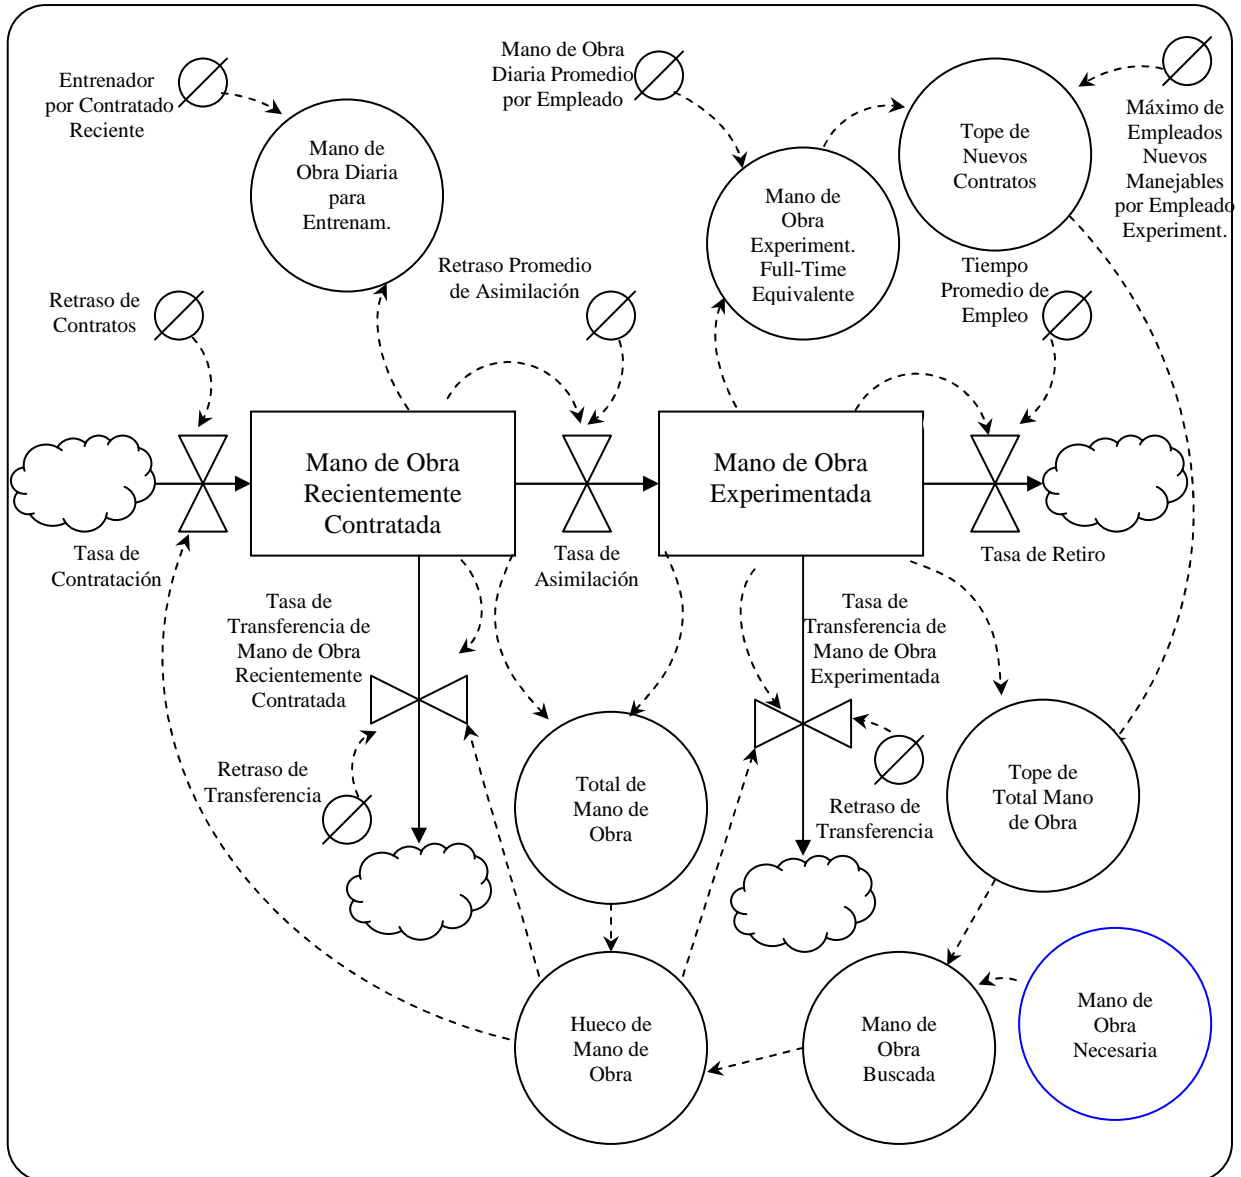 Entrenador
por Contratado
Reciente
Mano de Obra
Diaria Promedio
por Empleado
Máximo de
Empleados
Nuevos
Manejables
por Empleado
Experiment.
Mano de
Obra Diaria
para
Entrenam.
Tope de
Nuevos
Contratos
Mano de
Obra
Experiment.
Full-Time
Equivalente
Retraso de
Contratos
Retraso Promedio
de Asimilación
Tiempo
Promedio de
Empleo
Mano de Obra
Recientemente
Contratada
Mano de Obra
Experimentada
Tasa de
Contratación
Tasa de
Asimilación
Tasa de Retiro
Tasa de
Transferencia de
Mano de Obra
Recientemente
Contratada
Tasa de
Transferencia de
Mano de Obra
Experimentada
Retraso de
Transferencia
Total de
Mano de
Obra
Retraso de
Transferencia
Tope de
Total Mano
de Obra
Hueco de
Mano de
Obra
Mano de
Obra
Buscada
Mano de
Obra
Necesaria